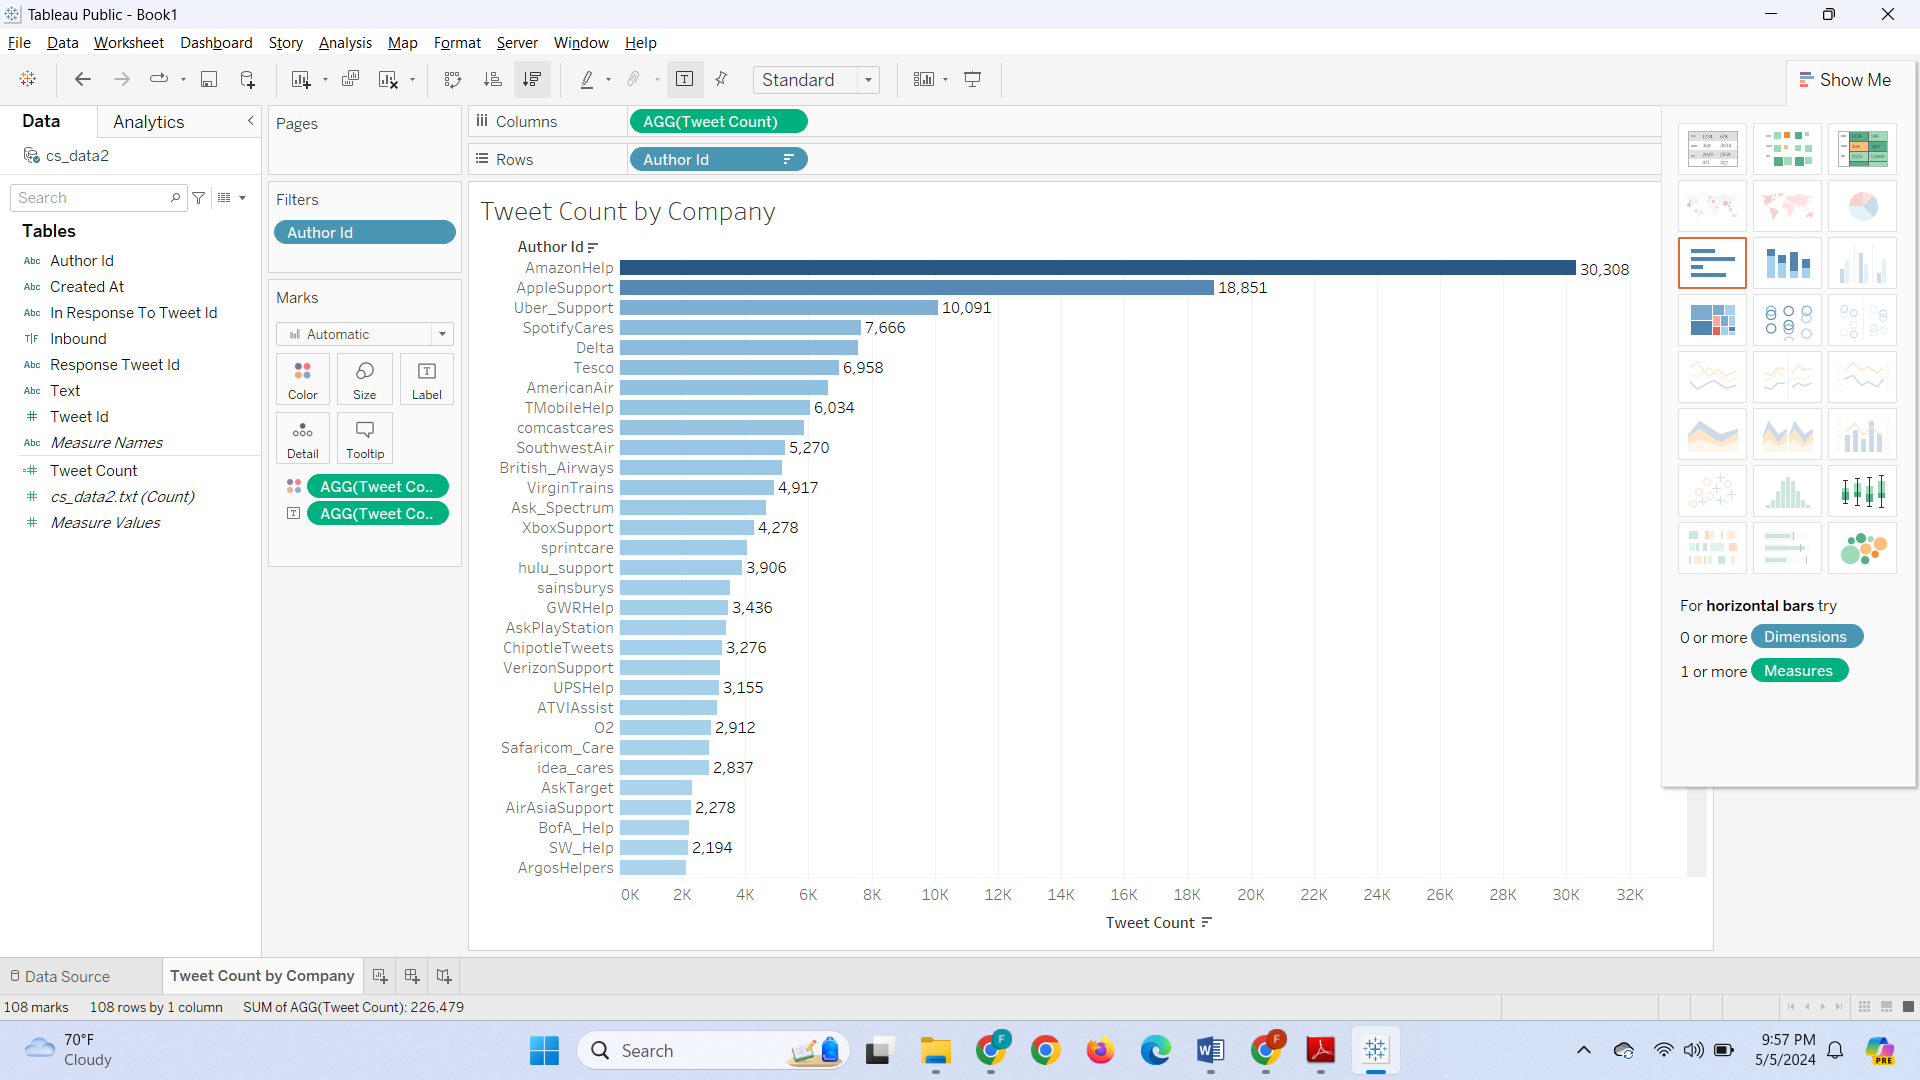 Tableau Public - Book1
File Data Worksheet Dashboard Story Analysis Map Format Server Window Help
Standard
Show Me
Data Analytics
cs_data2
Search
Tables
Abc Author Id
Abc Created At
Abc In Response To Tweet Id
T|F Inbound
Abc Response Tweet Id
Abc Text
# Tweet Id
Abc Measure Names
=# Tweet Count
# cs_data2.txt (Count)
# Measure Values
Pages
Filters
Author Id
Marks
Automatic
Color Size Label
Detail Tooltip
AGG(Tweet Co..
AGG(Tweet Co..
Columns AGG(Tweet Count)
Rows Author Id
Tweet Count by Company
Author Id
AmazonHelp 30,308
AppleSupport 18,851
Uber_Support 10,091
SpotifyCares 7,666
Delta
Tesco 6,958
AmericanAir
TMobileHelp 6,034
comcastcares
SouthwestAir 5,270
British_Airways
VirginTrains 4,917
Ask_Spectrum
XboxSupport 4,278
sprintcare
hulu_support 3,906
sainsburys
GWRHelp 3,436
AskPlayStation
ChipotleTweets 3,276
VerizonSupport
UPSHelp 3,155
ATVIAssist
O2 2,912
Safaricom_Care
idea_cares 2,837
AskTarget
AirAsiaSupport 2,278
BofA_Help
SW_Help 2,194
ArgosHelpers
0K 2K 4K 6K 8K 10K 12K 14K 16K 18K 20K 22K 24K 26K 28K 30K 32K
Tweet Count
For horizontal bars try
0 or more Dimensions
1 or more Measures
Data Source Tweet Count by Company
108 marks 108 rows by 1 column SUM of AGG(Tweet Count): 226,479
70°F
Cloudy
Search
9:57 PM
5/5/2024
PRE